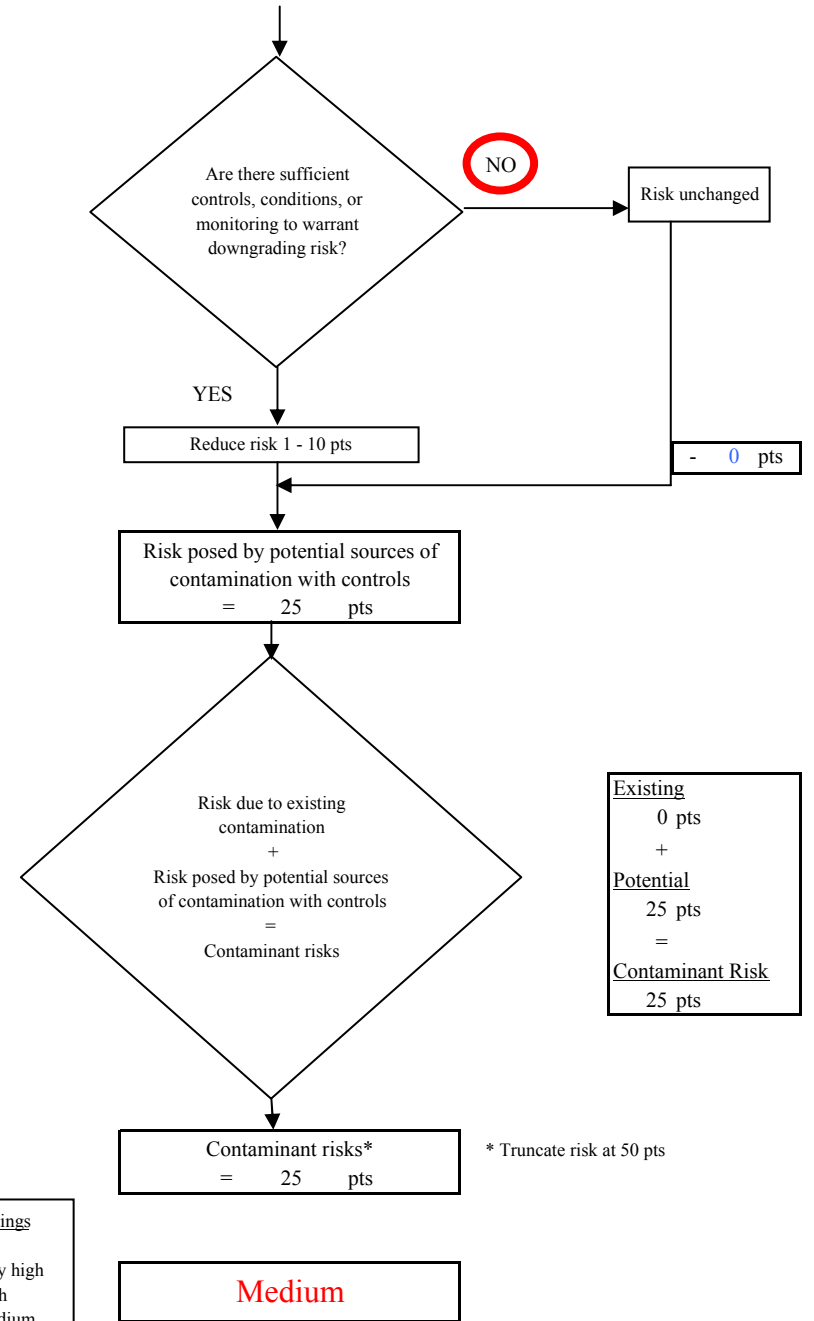 Are there sufficient
controls, conditions, or
monitoring to warrant
downgrading risk?
NO
Risk unchanged
YES
Reduce risk 1 - 10 pts
- 0 pts
Risk posed by potential sources of
contamination with controls
= 25 pts
Risk due to existing
contamination
+
Risk posed by potential sources
of contamination with controls
=
Contaminant risks
Existing
0 pts
+
Potential
25 pts
=
Contaminant Risk
25 pts
Contaminant risks*
= 25 pts
* Truncate risk at 50 pts
high
Medium